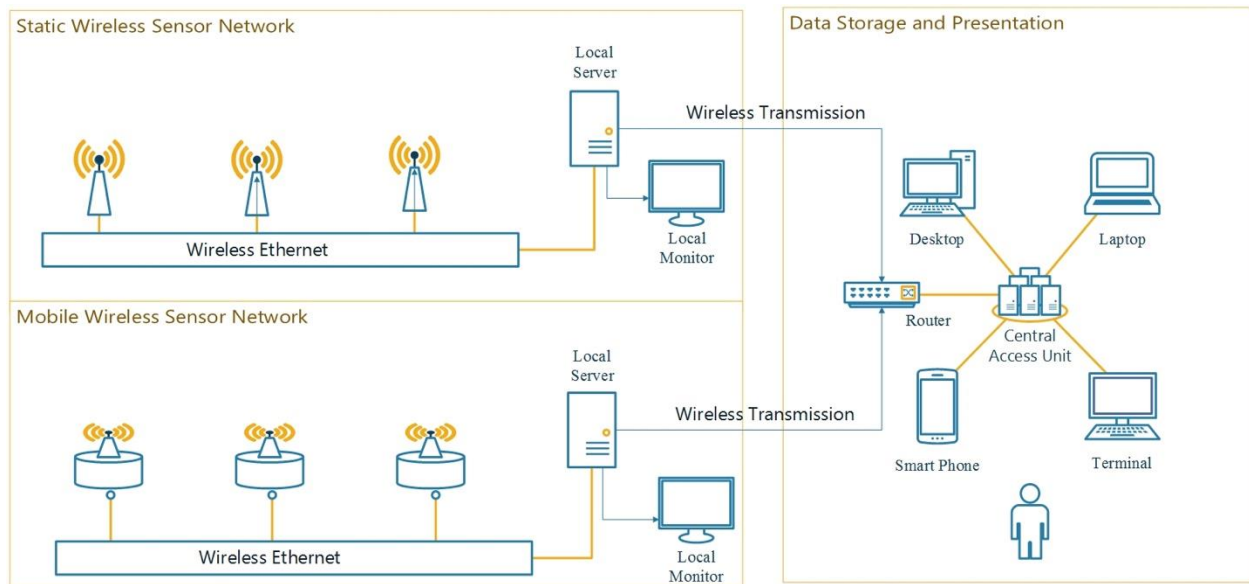 Static Wireless Sensor Network
Local
Server
Wireless Transmission
Wireless Ethernet
Local
Monitor
Mobile Wireless Sensor Network
Local
Server
Wireless Transmission
Wireless Ethernet
Local
Monitor
Data Storage and Presentation
Desktop
Laptop
Router
Central
Access Unit
Smart Phone
Terminal